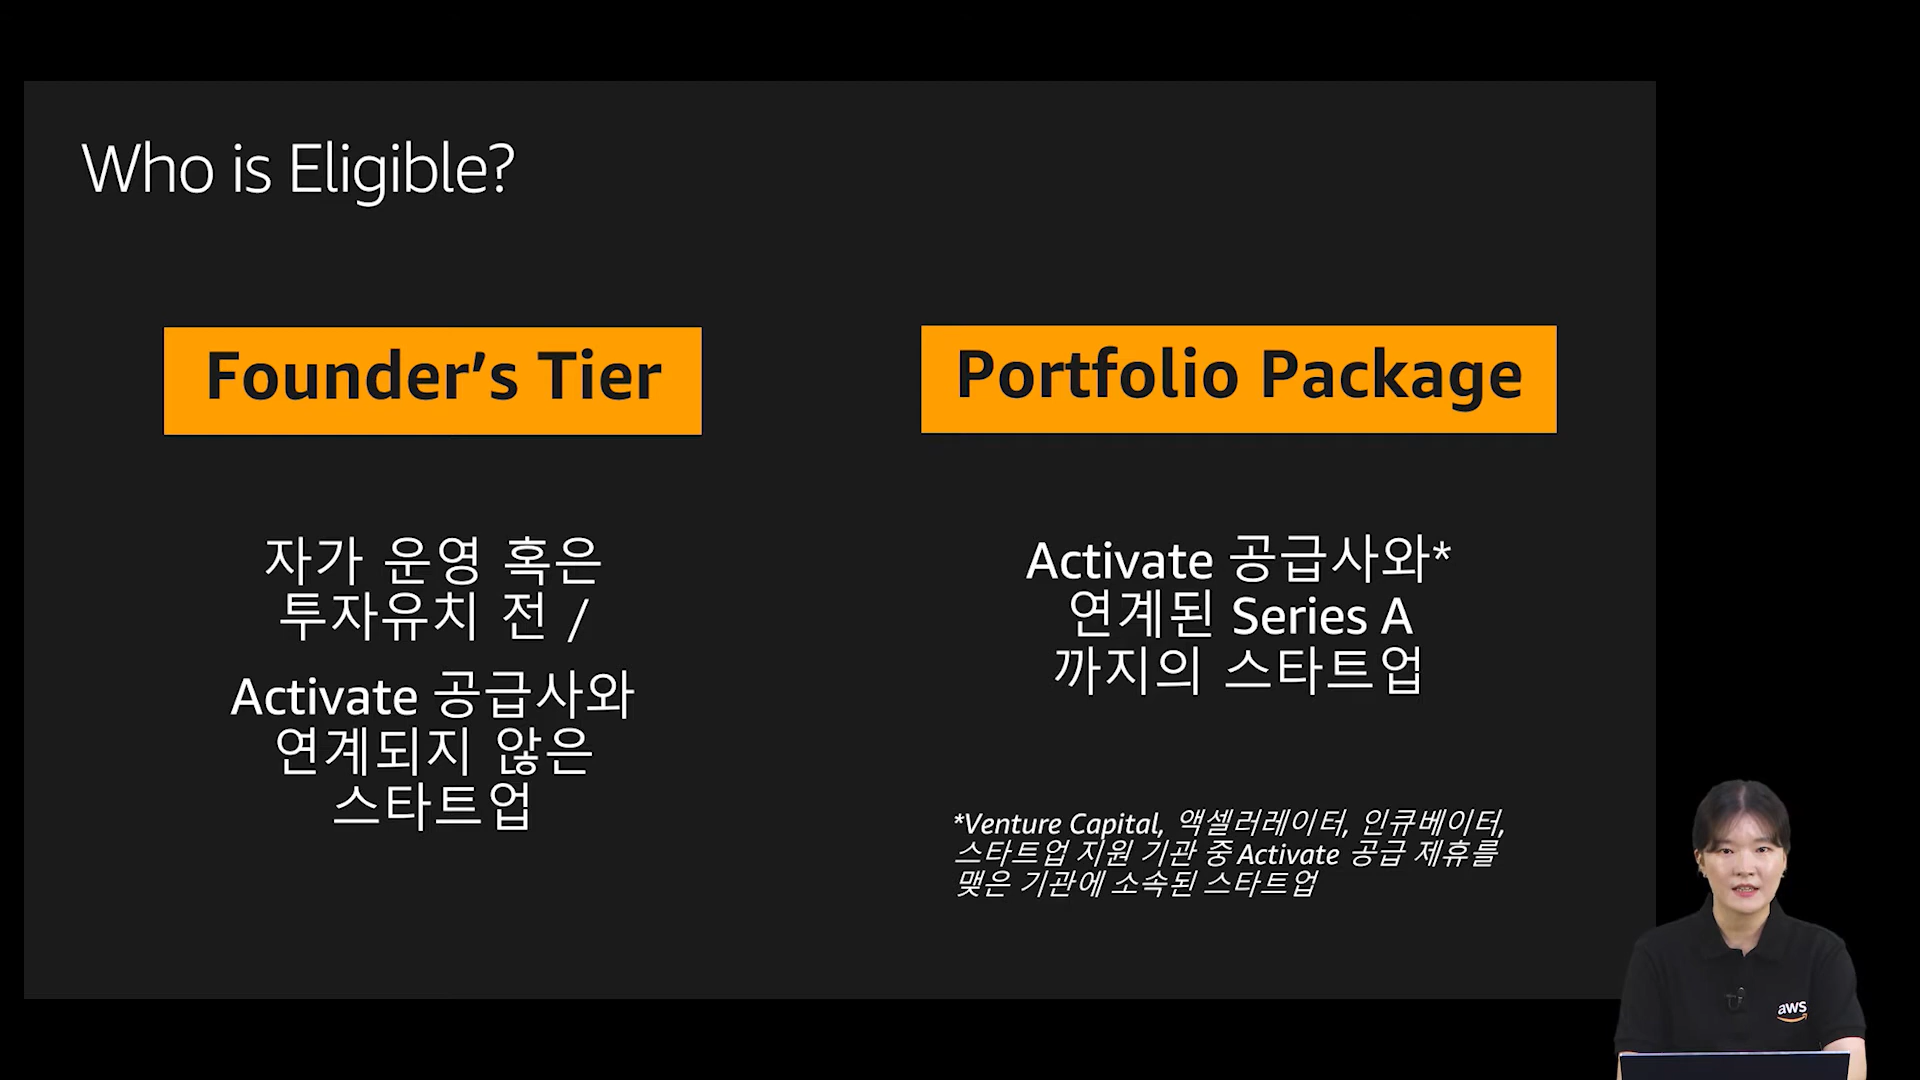 Who is Eligible?
Founder's Tier
자가 운영 혹은
투자유치 전 /
Activate 공급사와
연계되지 않은
스타트업
Portfolio Package
Activate 공급사와*
연계된 Series A
까지의 스타트업
*Venture Capital, 액셀러레이터, 인큐베이터,
스타트업 지원 기관 중 Activate 공급 제휴를
맺은 기관에 소속된 스타트업
aws